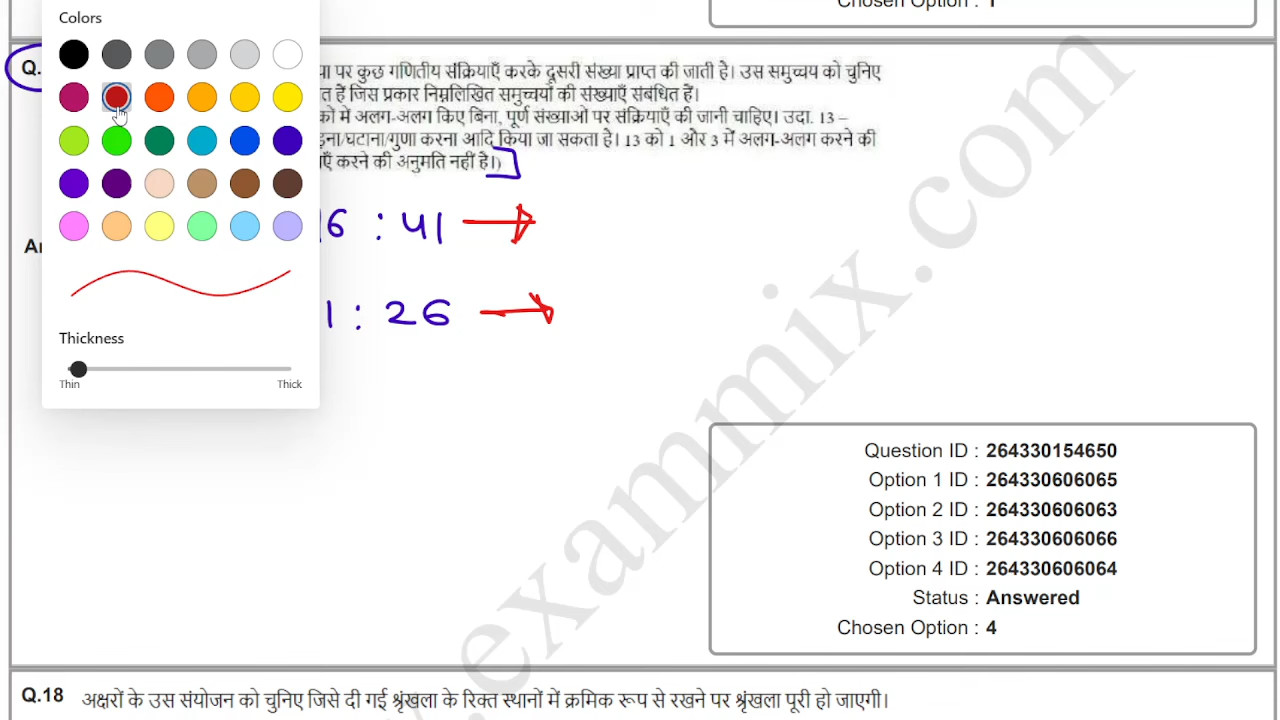 Colors
Chosen Option : 1
Q.
पर कुछ गणितीय संक्रियाएँ करके दूसरी संख्या प्राप्त की जाती है। उस समुच्चय को चुनिए
हैं जिस प्रकार निम्नलिखित समुच्चयों की संख्याएँ संबंधित हैं।
में अलग-अलग किए बिना, पूर्ण संख्याओं पर संक्रियाएँ की जानी चाहिए। उदा. 13 –
/घटाना/गुणा करना आदि किया जा सकता है। 13 को 1 और 3 में अलग-अलग करने की
करने की अनुमति नहीं है।)
6 : 41
1 : 26
Thickness
Thin Thick
Question ID : 264330154650
Option 1 ID : 264330606065
Option 2 ID : 264330606063
Option 3 ID : 264330606066
Option 4 ID : 264330606064
Status : Answered
Chosen Option : 4
.exammix.com
Q.18 अक्षरों के उस संयोजन को चुनिए जिसे दी गई श्रृंखला के रिक्त स्थानों में क्रमिक रूप से रखने पर श्रृंखला पूरी हो जाएगी।